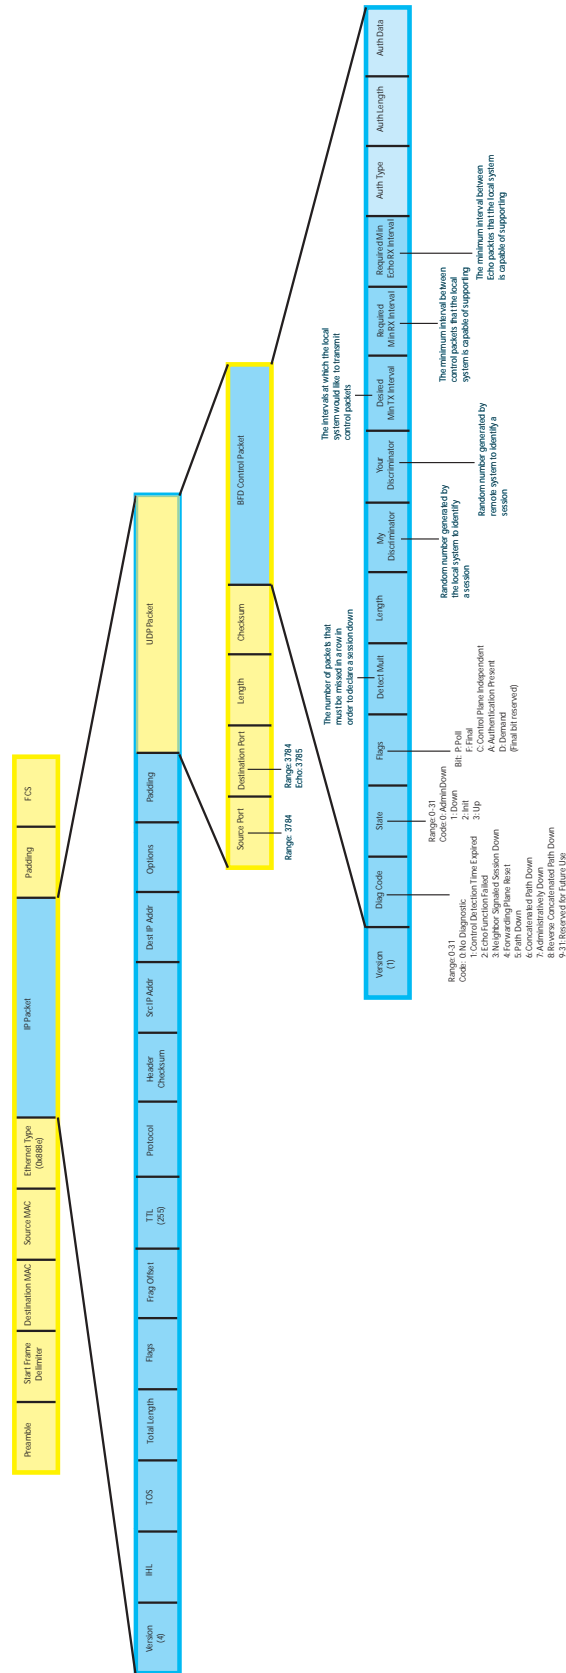 Preamble
Start Frame
Delimiter
Destination MAC
Source MAC
Ethernet Type
(0x888e)
IP Packet
Padding
FCS
Version
(4)
IHL
TOS
Total Length
Flags
Frag Offset
TTL
(255)
Protocol
Header
Checksum
Src IP Addr
Dest IP Addr
Options
Padding
UDP Packet
Source Port
Destination Port
Length
Checksum
BFD Control Packet
Range: 3784
Range: 3784
Echo: 3785
Version
(1)
Diag Code
State
Flags
Detect Mult
Length
My
Discriminator
Your
Discriminator
Desired
Min TX Interval
Required
Min RX Interval
Required Min
Echo RX Interval
Auth Type
Auth Length
Auth Data
The number of packets that
must be missed in a row in
order to declare a session down
The intervals at which the local
system would like to transmit
control packets
Range: 0-31
Code: 0: No Diagnostic
1: Control Detection Time Expired
2: Echo Function Failed
3: Neighbor Signaled Session Down
4: Forwarding Plane Reset
5: Path Down
6: Concatenated Path Down
7: Administratively Down
8: Reverse Concatenated Path Down
9-31: Reserved for Future Use
Range: 0-31
Code: 0: AdminDown
1: Down
2: Init
3: Up
Bit: P: Poll
F: Final
C: Control Plane Independent
A: Authentication Present
D: Demand
(Final bit reserved)
Random number generated by
the local system to identify
a session
Random number generated by
remote system to identify a
session
The minimum interval between
control packets that the local
system is capable of supporting
The minimum interval between
Echo packtes that the local system
is capable of supporting